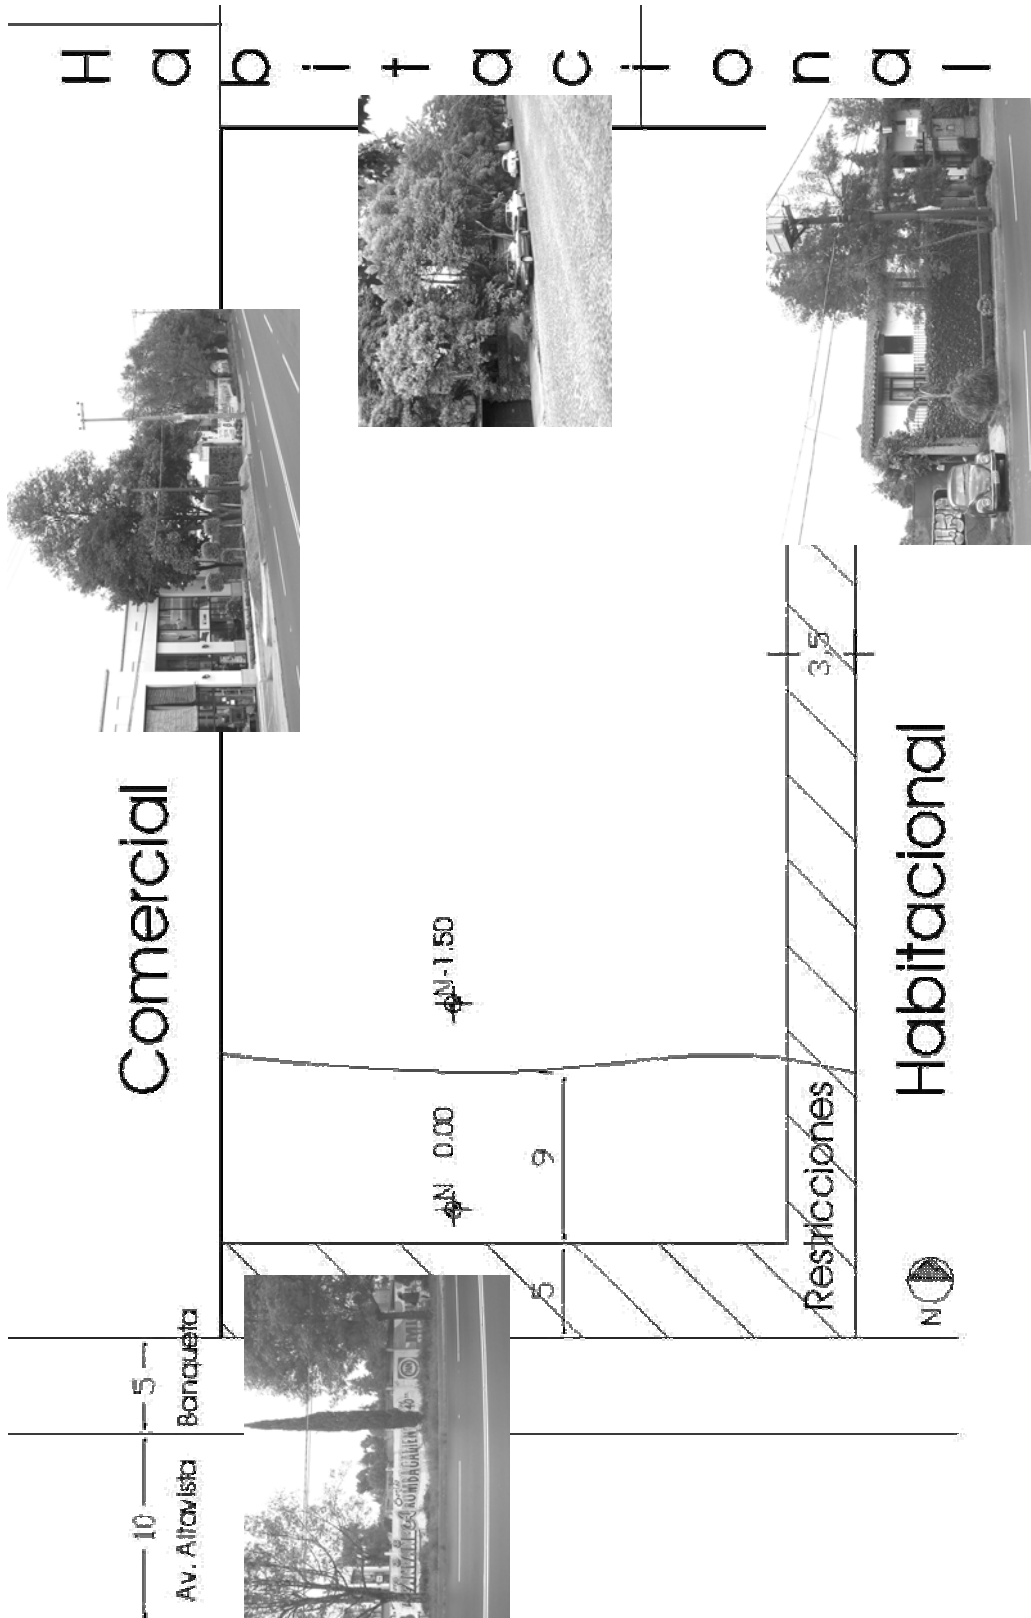 Habitacional
Comercial
3.5
N-1.50
N 0.00
9
5
Restricciones
Habitacional
N
5
Banqueta
10
Av. Altavista